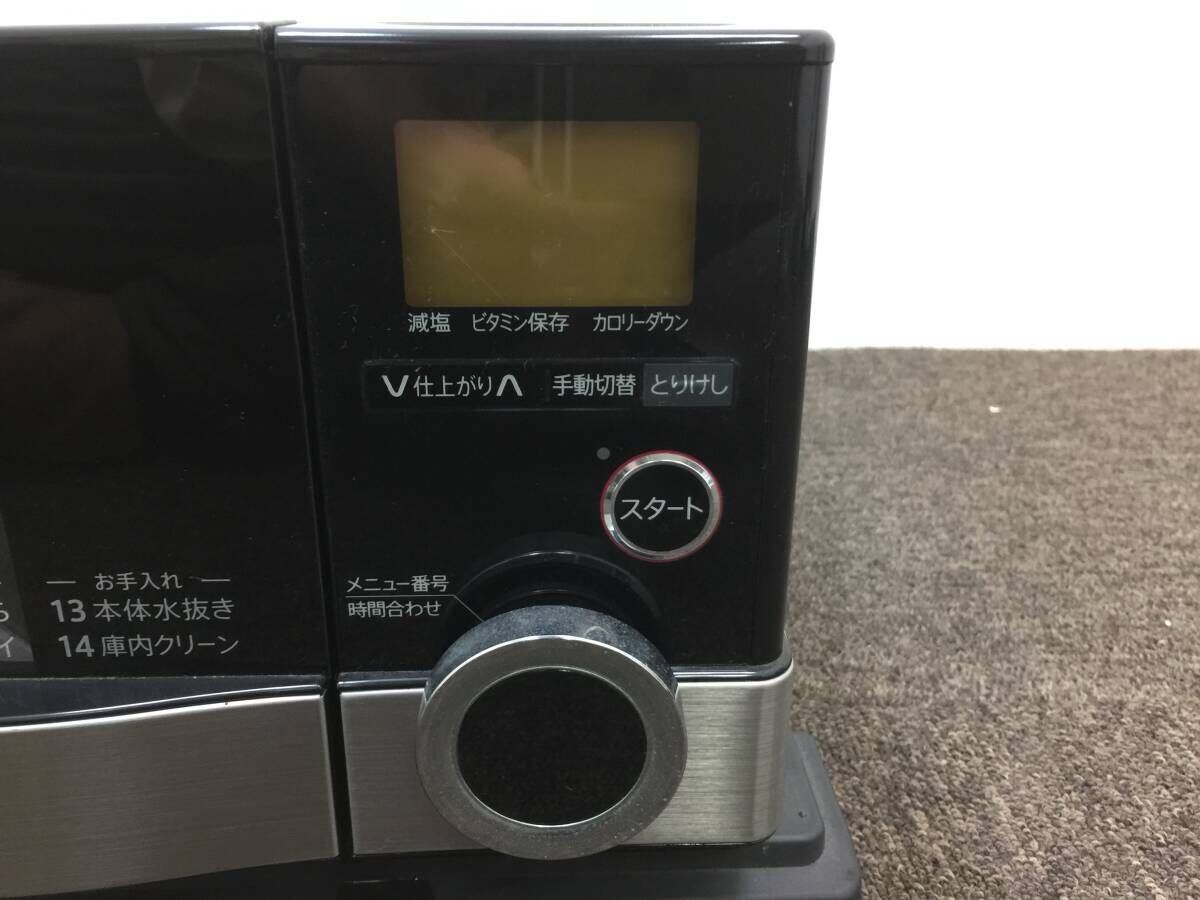 減塩 ビタミン保存 カロリーダウン
∨仕上がり∧ 手動切替 とりけし
スタート
メニュー番号
時間合わせ
お手入れ
13 本体水抜き
14 庫内クリーン